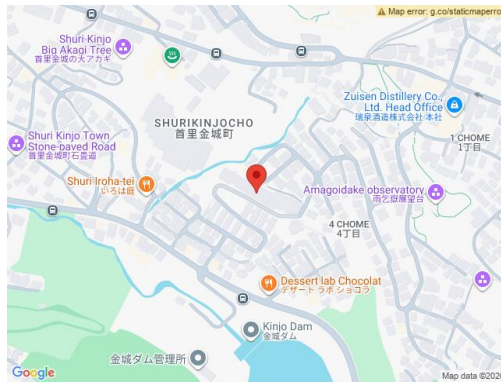 Map error: g.co/staticmaperro
Shuri Kinjo
Big Akagi Tree
首里金城の大アカギ
Zuisen Distillery Co.,
Ltd. Head Office
瑞泉酒造株式会社·本社
SHURIKINJOCHO
首里金城町
1 CHOME
1丁目
Shuri Kinjo Town
Stone-paved Road
首里金城町石畳道
Shuri Iroha-tei
いろは庭
Amagoidake observatory
雨乞嶽展望台
4 CHOME
4丁目
Dessert lab Chocolat
デザート ラボ ショコラ
Kinjo Dam
金城ダム
金城ダム管理所
Google
Map data ©2026